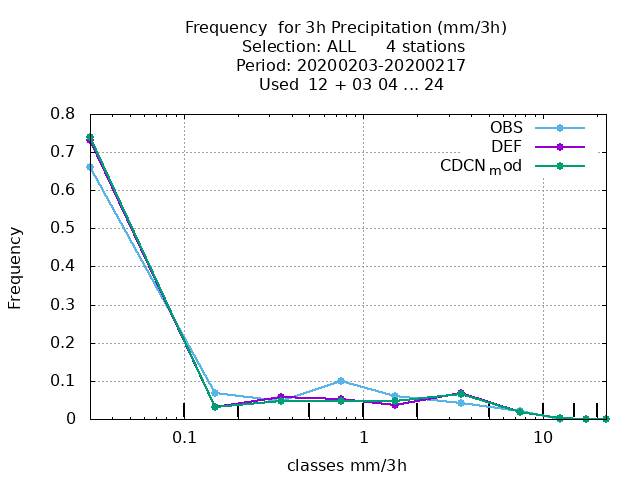 Frequency  for 3h Precipitation (mm/3h)
Selection: ALL      4 stations
Period: 20200203-20200217
Used  12 + 03 04 ... 24
OBS
DEF
CDCN_mod
0.8
0.7
0.6
0.5
0.4
0.3
0.2
0.1
0
Frequency
0.1 1 10
classes mm/3h